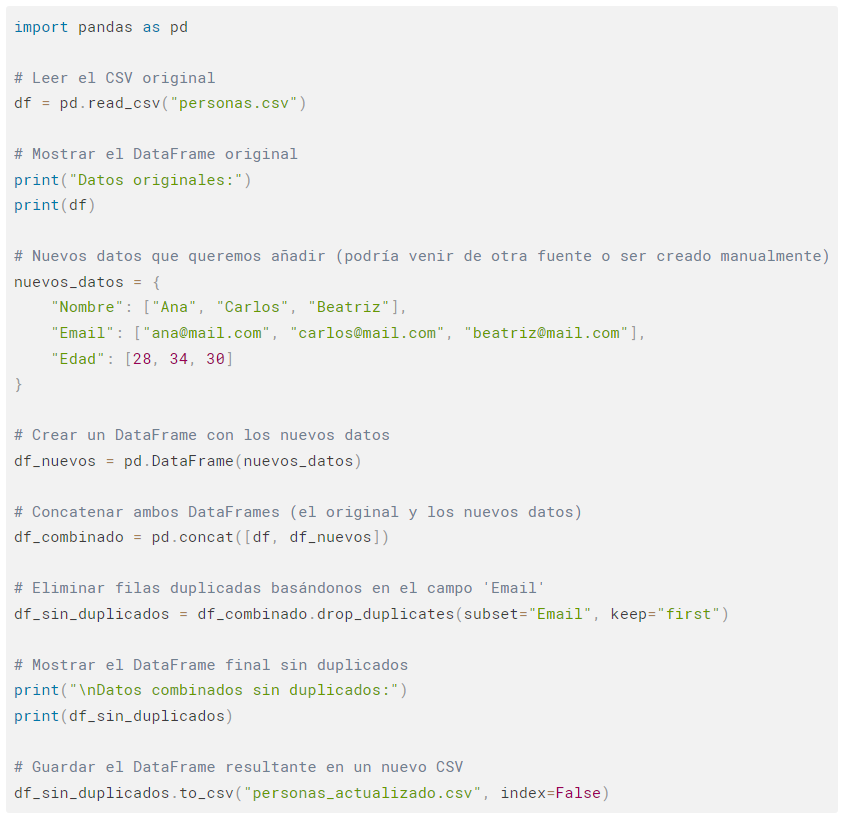 import pandas as pd
# Leer el CSV original
df = pd.read_csv("personas.csv")
# Mostrar el DataFrame original
print("Datos originales:")
print(df)
# Nuevos datos que queremos añadir (podría venir de otra fuente o ser creado manualmente)
nuevos_datos = {
    "Nombre": ["Ana", "Carlos", "Beatriz"],
    "Email": ["ana@mail.com", "carlos@mail.com", "beatriz@mail.com"],
    "Edad": [28, 34, 30]
}
# Crear un DataFrame con los nuevos datos
df_nuevos = pd.DataFrame(nuevos_datos)
# Concatenar ambos DataFrames (el original y los nuevos datos)
df_combinado = pd.concat([df, df_nuevos])
# Eliminar filas duplicadas basándonos en el campo 'Email'
df_sin_duplicados = df_combinado.drop_duplicates(subset="Email", keep="first")
# Mostrar el DataFrame final sin duplicados
print("\nDatos combinados sin duplicados:")
print(df_sin_duplicados)
# Guardar el DataFrame resultante en un nuevo CSV
df_sin_duplicados.to_csv("personas_actualizado.csv", index=False)